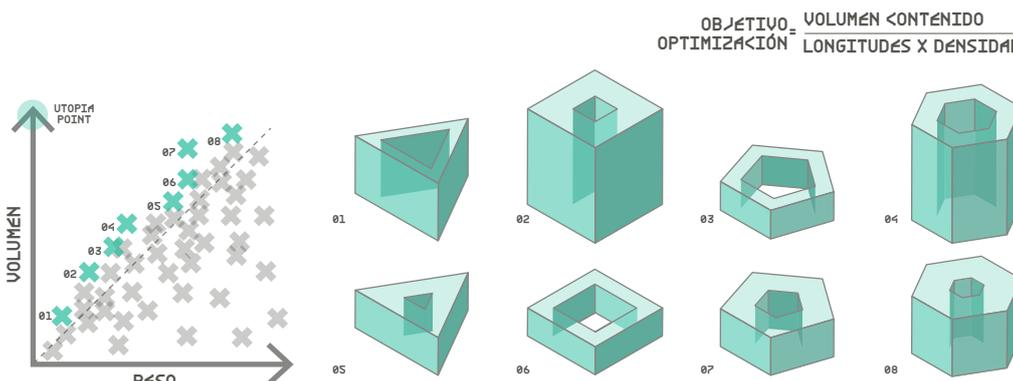 OBJETIVO
OPTIMIZACIÓN
=
VOLUMEN CONTENIDO
LONGITUDES X DENSIDAD
UTOPIA
POINT
VOLUMEN
PESO
01
02
03
04
05
06
07
08
01
02
03
04
05
06
07
08